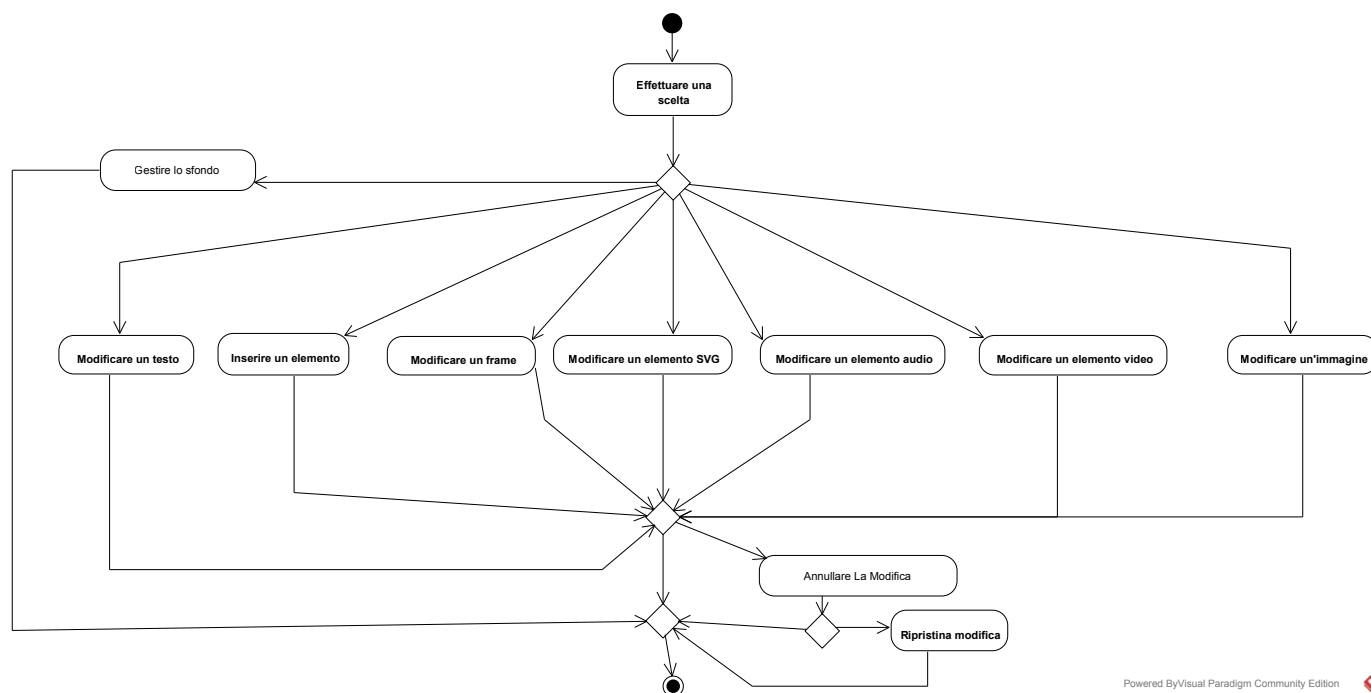 Effettuare una
scelta
Gestire lo sfondo
Modificare un testo
Inserire un elemento
Modificare un frame
Modificare un elemento SVG
Modificare un elemento audio
Modificare un elemento video
Modificare un'immagine
Annullare La Modifica
Ripristina modifica
Powered ByVisual Paradigm Community Edition